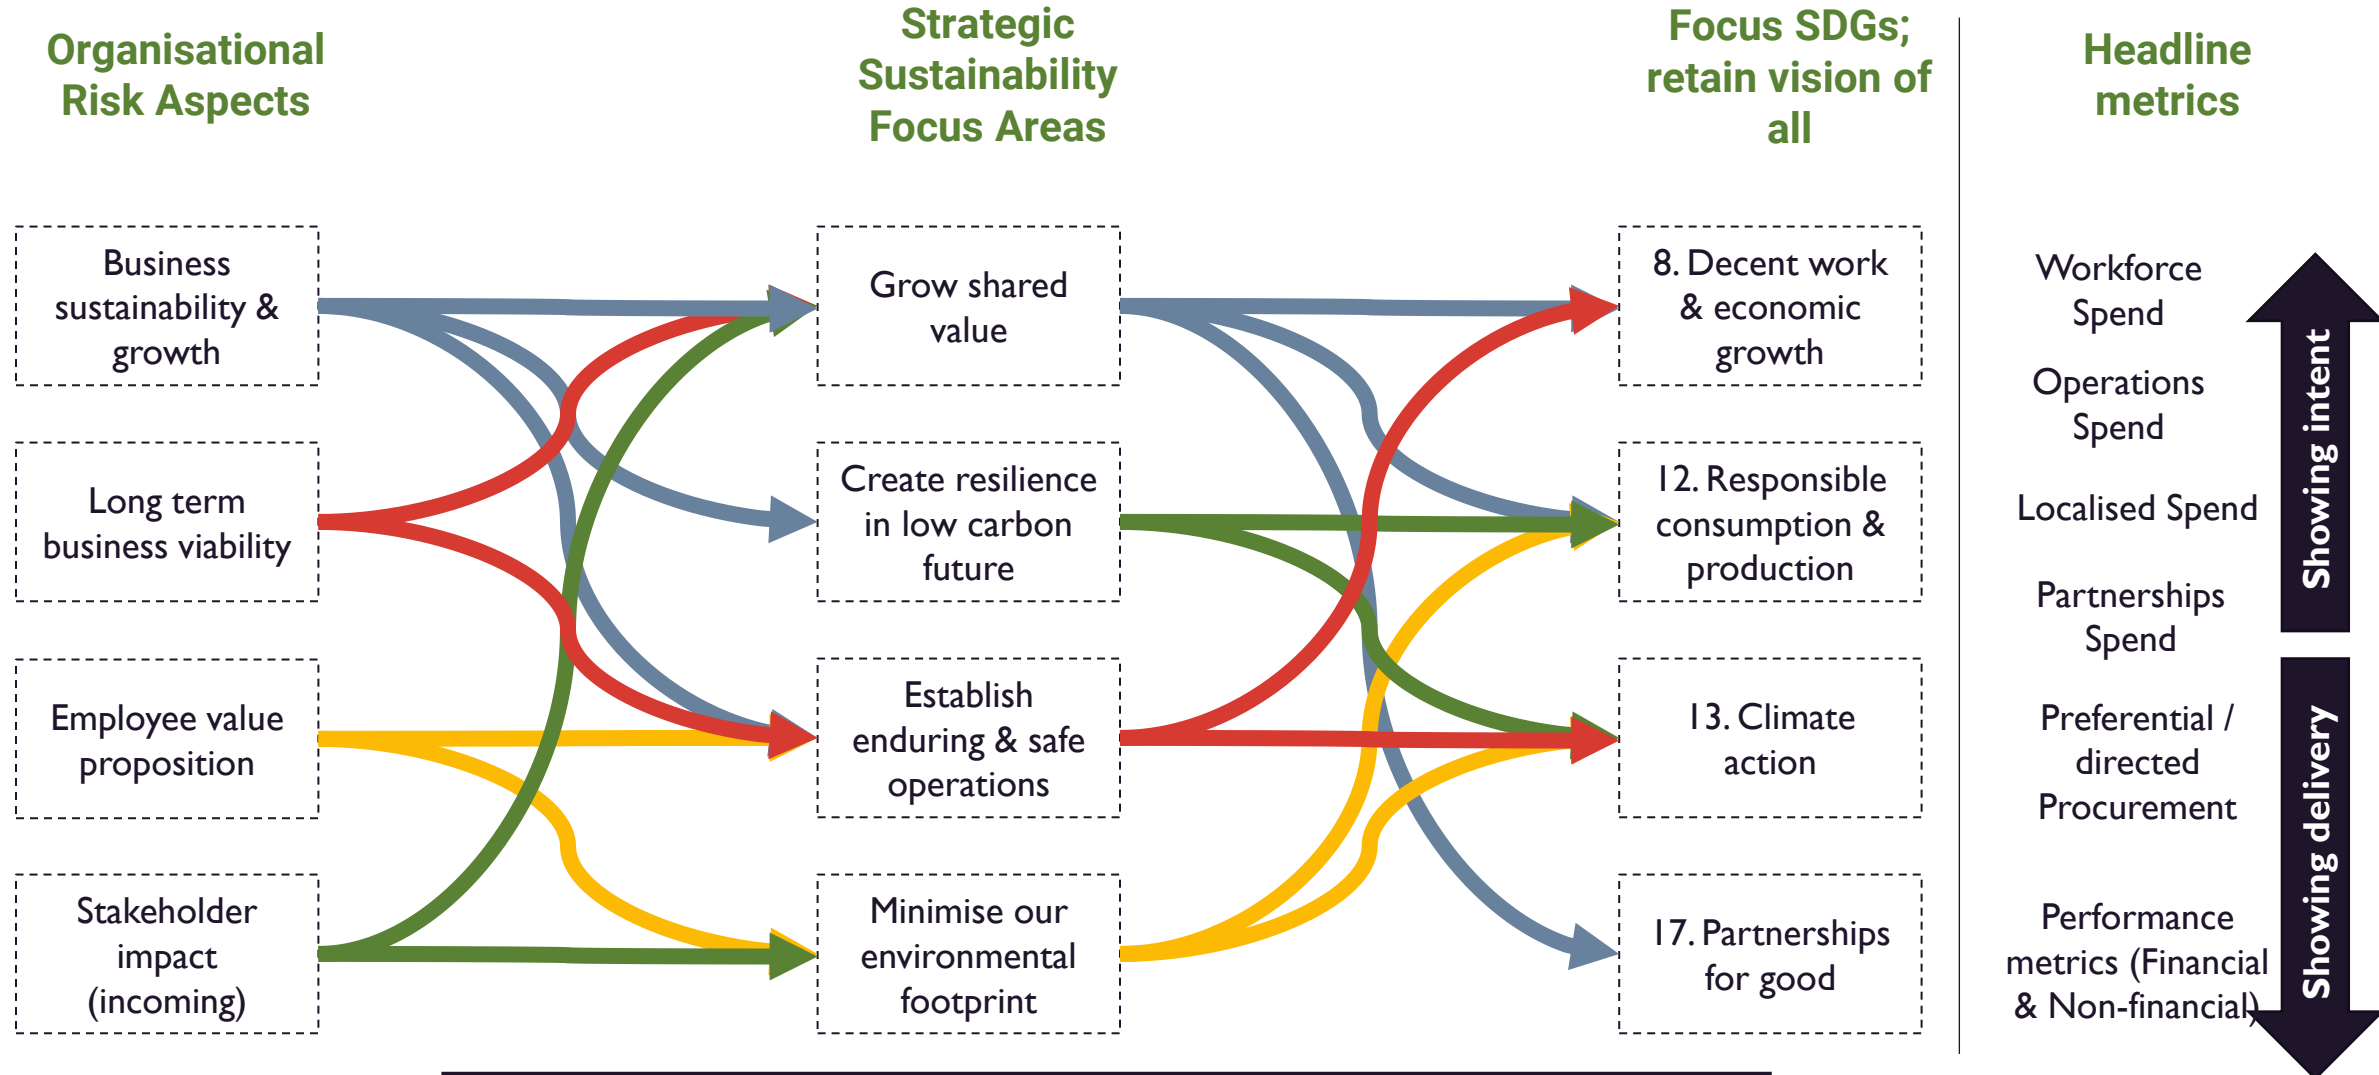 Organisational
Risk Aspects
Strategic
Sustainability
Focus Areas
Focus SDGs;
retain vision of
all
Headline
metrics
Business
sustainability &
growth
Long term
business viability
Employee value
proposition
Stakeholder
impact
(incoming)
Grow shared
value
Create resilience
in low carbon
future
Establish
enduring & safe
operations
Minimise our
environmental
footprint
8. Decent work
& economic
growth
12. Responsible
consumption &
production
13. Climate
action
17. Partnerships
for good
Workforce
Spend
Operations
Spend
Localised Spend
Partnerships
Spend
Preferential /
directed
Procurement
Performance
metrics (Financial
& Non-financial)
Showing intent
Showing delivery